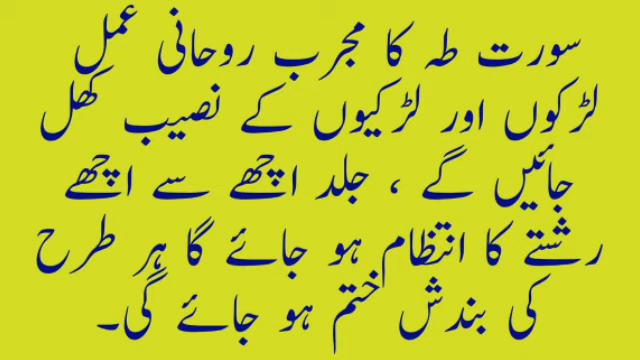 سورت طہ کا مجرب روحانی عمل
لڑکوں اور لڑکیوں کے نصیب کھل
جائیں گے ، جلد اچھے سے اچھے
رشتے کا انتظام ہو جائے گا ہر طرح
کی بندش ختم ہو جائے گی۔